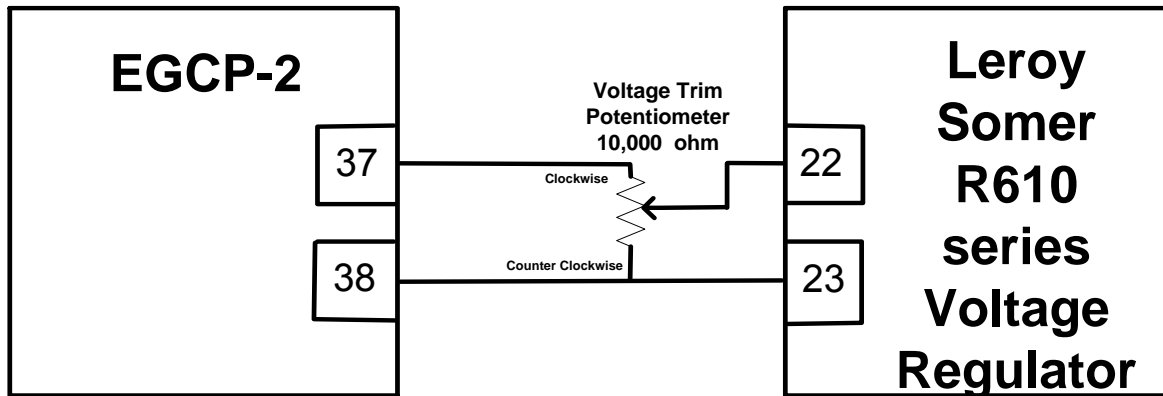 EGCP-2
37
38
Voltage Trim
Potentiometer
10,000 ohm
Clockwise
Counter Clockwise
22
23
Leroy
Somer
R610
series
Voltage
Regulator